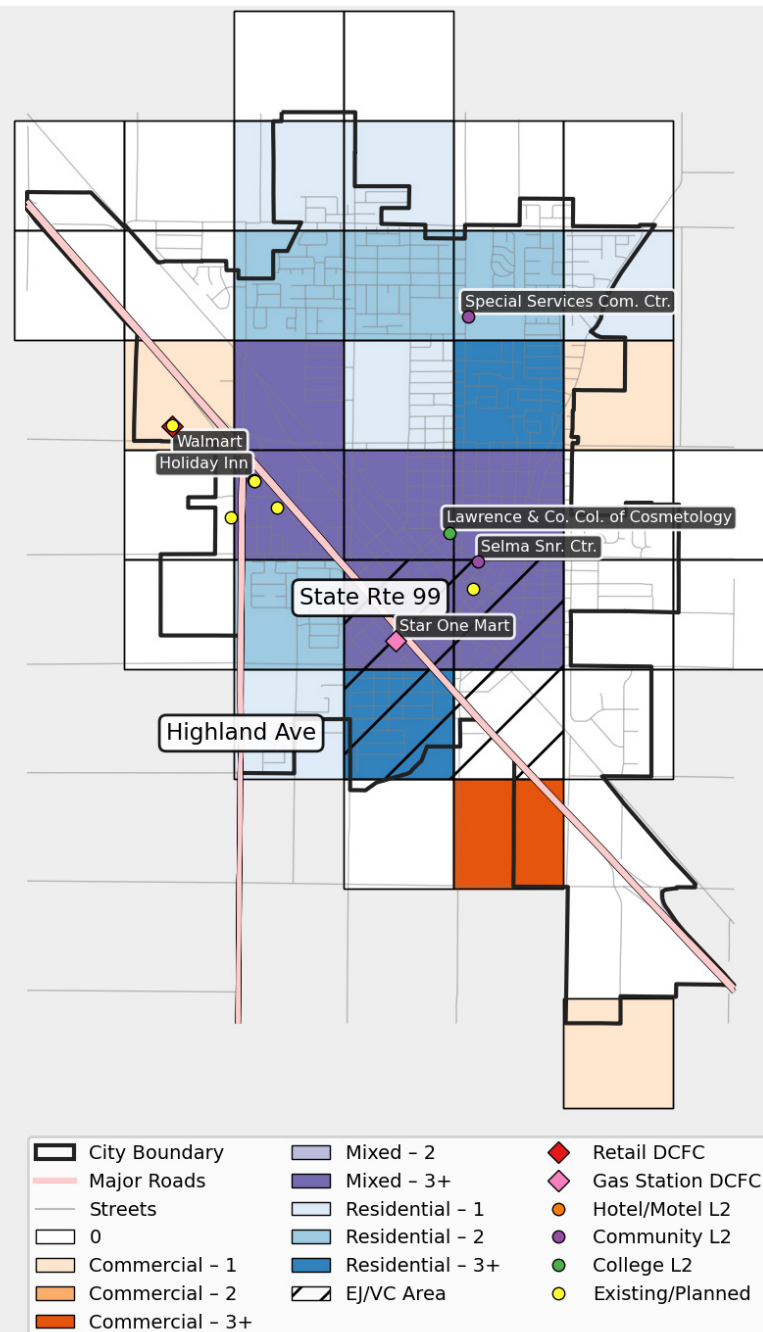 Special Services Com. Ctr.
Walmart
Holiday Inn
Lawrence & Co. Col. of Cosmetology
Selma Snr. Ctr.
State Rte 99
Star One Mart
Highland Ave
City Boundary
Major Roads
Streets
0
Commercial – 1
Commercial – 2
Commercial – 3+
Mixed – 2
Mixed – 3+
Residential – 1
Residential – 2
Residential – 3+
EJ/VC Area
Retail DCFC
Gas Station DCFC
Hotel/Motel L2
Community L2
College L2
Existing/Planned